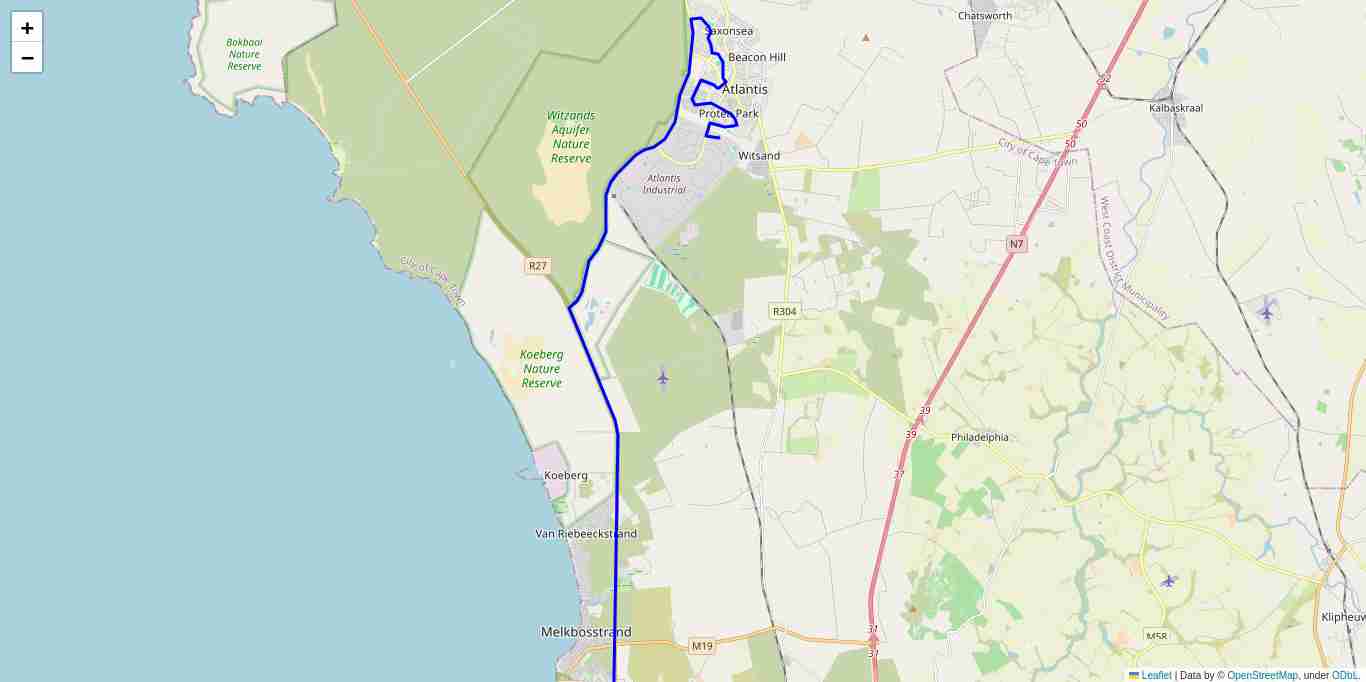 +
−
Bokbaai
Nature
Reserve
Chatsworth
Saxonsea
Beacon Hill
Atlantis
52
Kalbaskraal
Witzands
Aquifer
Nature
Reserve
Protea Park
50
50
City of Cape Town
Witsand
Atlantis
Industrial
West Coast District Municipality
N7
City of Cape Town
R27
R304
Koeberg
Nature
Reserve
39
39
Philadelphia
37
Koeberg
Van Riebeeckstrand
Klipheuw
Melkbosstrand
31
31
M19
M58
Leaflet | Data by © OpenStreetMap, under ODbL.